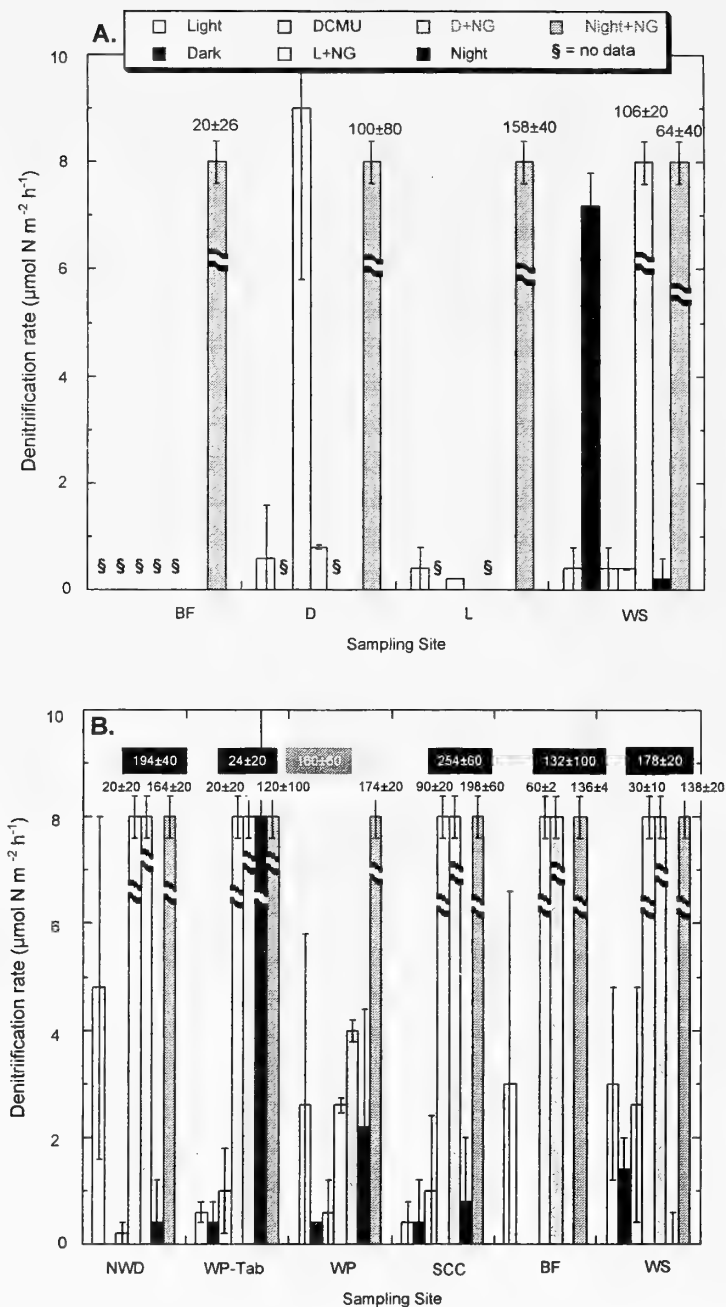 A.
Light DCMU D+NG Night+NG
Dark L+NG Night § = no data
10
8
6
4
2
0
Denitriification rate (µmol N m-2 h-1)
20±26
100±80
158±40
106±20
64±40
§ § § § §
§ §
§ §
BF D L WS
Sampling Site
B.
10
8
6
4
2
0
Denitriification rate (µmol N m-2 h-1)
194±40 24±20 160±60 254±60 132±100 178±20
20±20 164±20 20±20 120±100 174±20 90±20 198±60 60±2 136±4 30±10 138±20
NWD WP-Tab WP SCC BF WS
Sampling Site